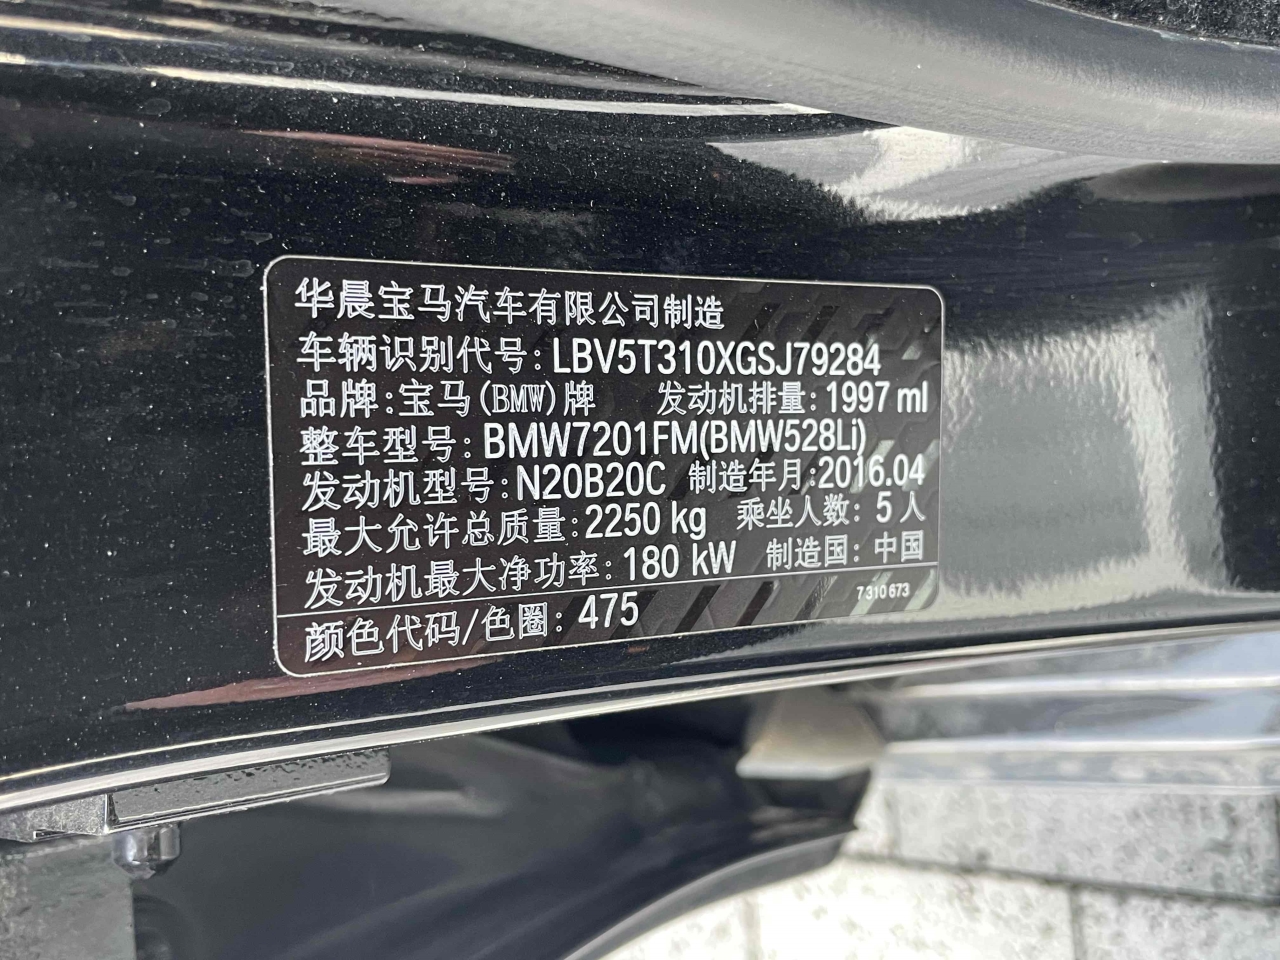 华晨宝马汽车有限公司制造
车辆识别代号:LBV5T310XGSJ79284
品牌:宝马(BMW)牌 发动机排量:1997 ml
整车型号:BMW7201FM(BMW528Li)
发动机型号:N20B20C 制造年月:2016.04
最大允许总质量:2250 kg 乘坐人数: 5 人
发动机最大净功率:180 kW 制造国: 中国
7310673
颜色代码/色圈: 475